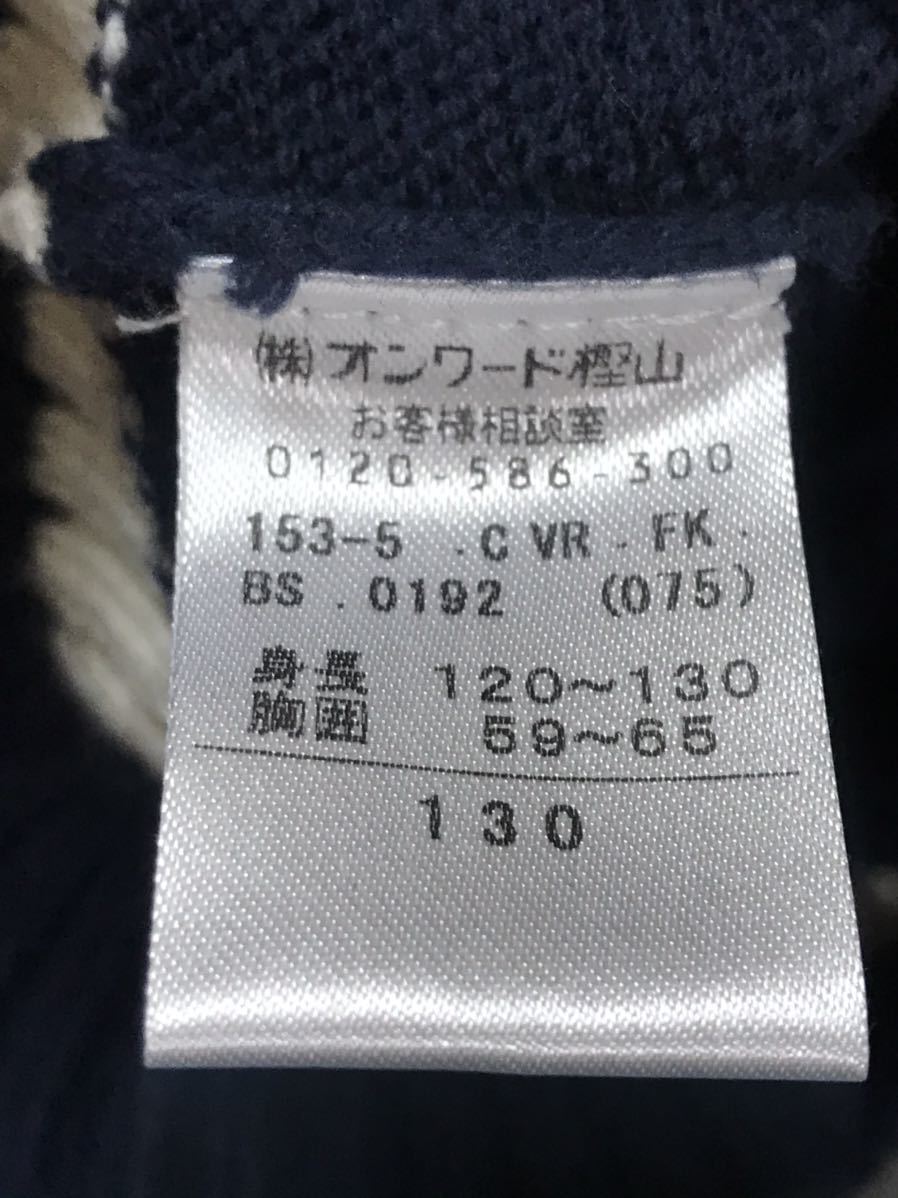 (株)オンワード樫山
お客様相談室
0120-586-300
153-5 .C VR . FK .
BS . 0192 (075)
身長 120～130
胸囲 59～65
130